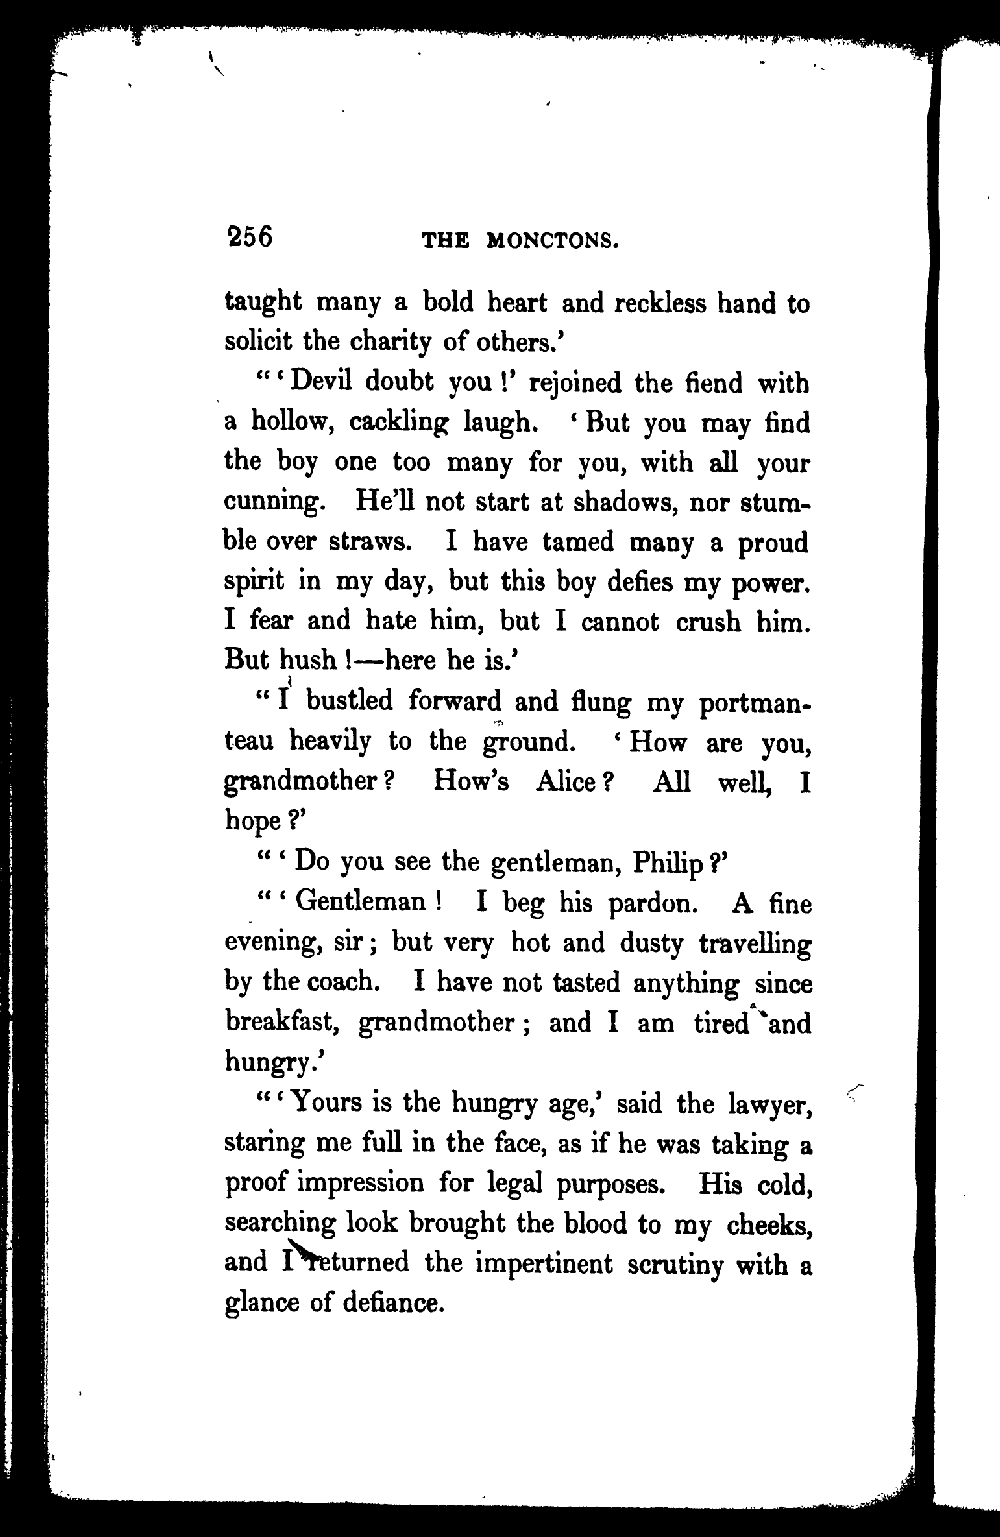 256 THE MONCTONS.
taught many a bold heart and reckless hand to
solicit the charity of others.’
“‘Devil doubt you!’ rejoined the fiend with
a hollow, cackling laugh. ‘But you may find
the boy one too many for you, with all your
cunning. He’ll not start at shadows, nor stum-
ble over straws. I have tamed many a proud
spirit in my day, but this boy defies my power.
I fear and hate him, but I cannot crush him.
But hush!—here he is.’
“I bustled forward and flung my portman-
teau heavily to the ground. ‘How are you,
grandmother? How’s Alice? All well, I
hope?’
“‘Do you see the gentleman, Philip?’
“‘Gentleman! I beg his pardon. A fine
evening, sir; but very hot and dusty travelling
by the coach. I have not tasted anything since
breakfast, grandmother; and I am tired and
hungry.’
“‘Yours is the hungry age,’ said the lawyer,
staring me full in the face, as if he was taking a
proof impression for legal purposes. His cold,
searching look brought the blood to my cheeks,
and I returned the impertinent scrutiny with a
glance of defiance.